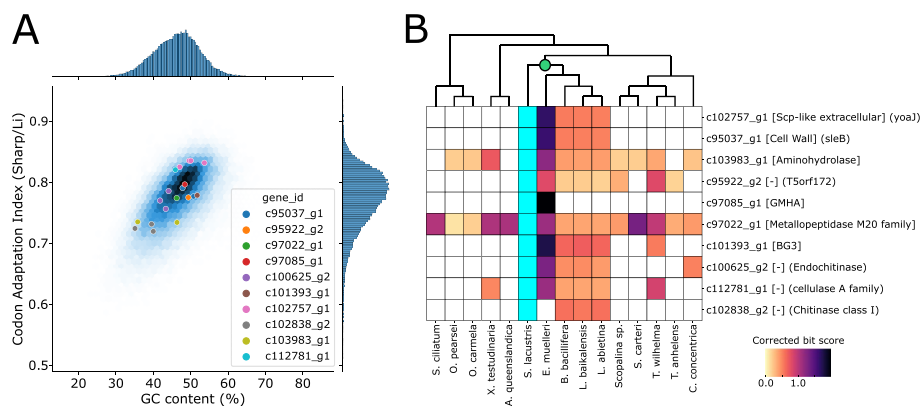 A
B
Codon Adaptation Index (Sharp/Li)
0.9
0.8
0.7
0.6
0.5
20
30
40
50
60
70
80
GC content (%)
gene_id
c95037_g1
c95922_g2
c97022_g1
c97085_g1
c100625_g2
c101393_g1
c102757_g1
c102838_g2
c103983_g1
c112781_g1
c102757_g1 [Scp-like extracellular] (yoaJ)
c95037_g1 [Cell Wall] (sleB)
c103983_g1 [Aminohydrolase]
c95922_g2 [-] (T5orf172)
c97085_g1 [GMHA]
c97022_g1 [Metallopeptidase M20 family]
c101393_g1 [BG3]
c100625_g2 [-] (Endochitinase)
c112781_g1 [-] (cellulase A family)
c102838_g2 [-] (Chitinase class I)
S. ciliatum
O. pearsei
O. carmela
X. testudinaria
A. queenslandica
S. lacustris
E. muelleri
B. bacillifera
L. baikalensis
L. abietina
Scopalina sp.
S. carteri
T. wilhelma
T. anhelens
C. concentrica
Corrected bit score
0.0
1.0